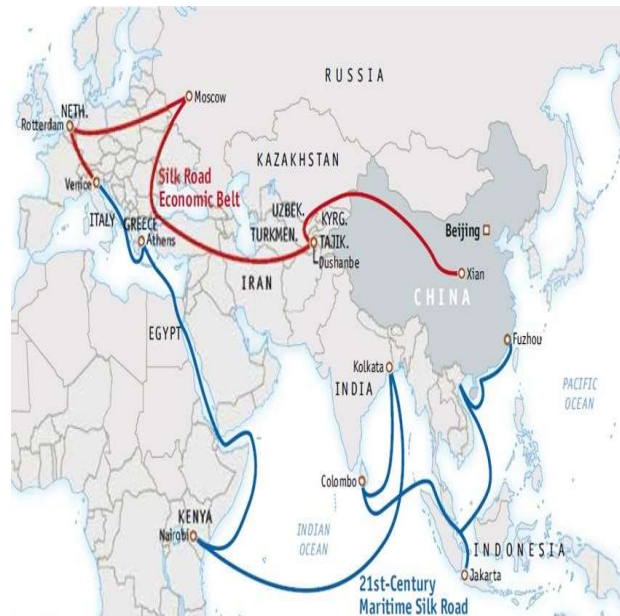 RUSSIA
Moscow
NETH.
Rotterdam
KAZAKHSTAN
Venice
Silk Road
Economic Belt
UZBEK.
KYRG.
ITALY
GREECE
TURKMEN.
TAJIK.
Beijing
Athens
Dushanbe
Xian
IRAN
CHINA
EGYPT
Fuzhou
Kolkata
INDIA
PACIFIC
OCEAN
Colombo
KENYA
Nairobi
INDIAN
OCEAN
INDONESIA
Jakarta
21st-Century
Maritime Silk Road